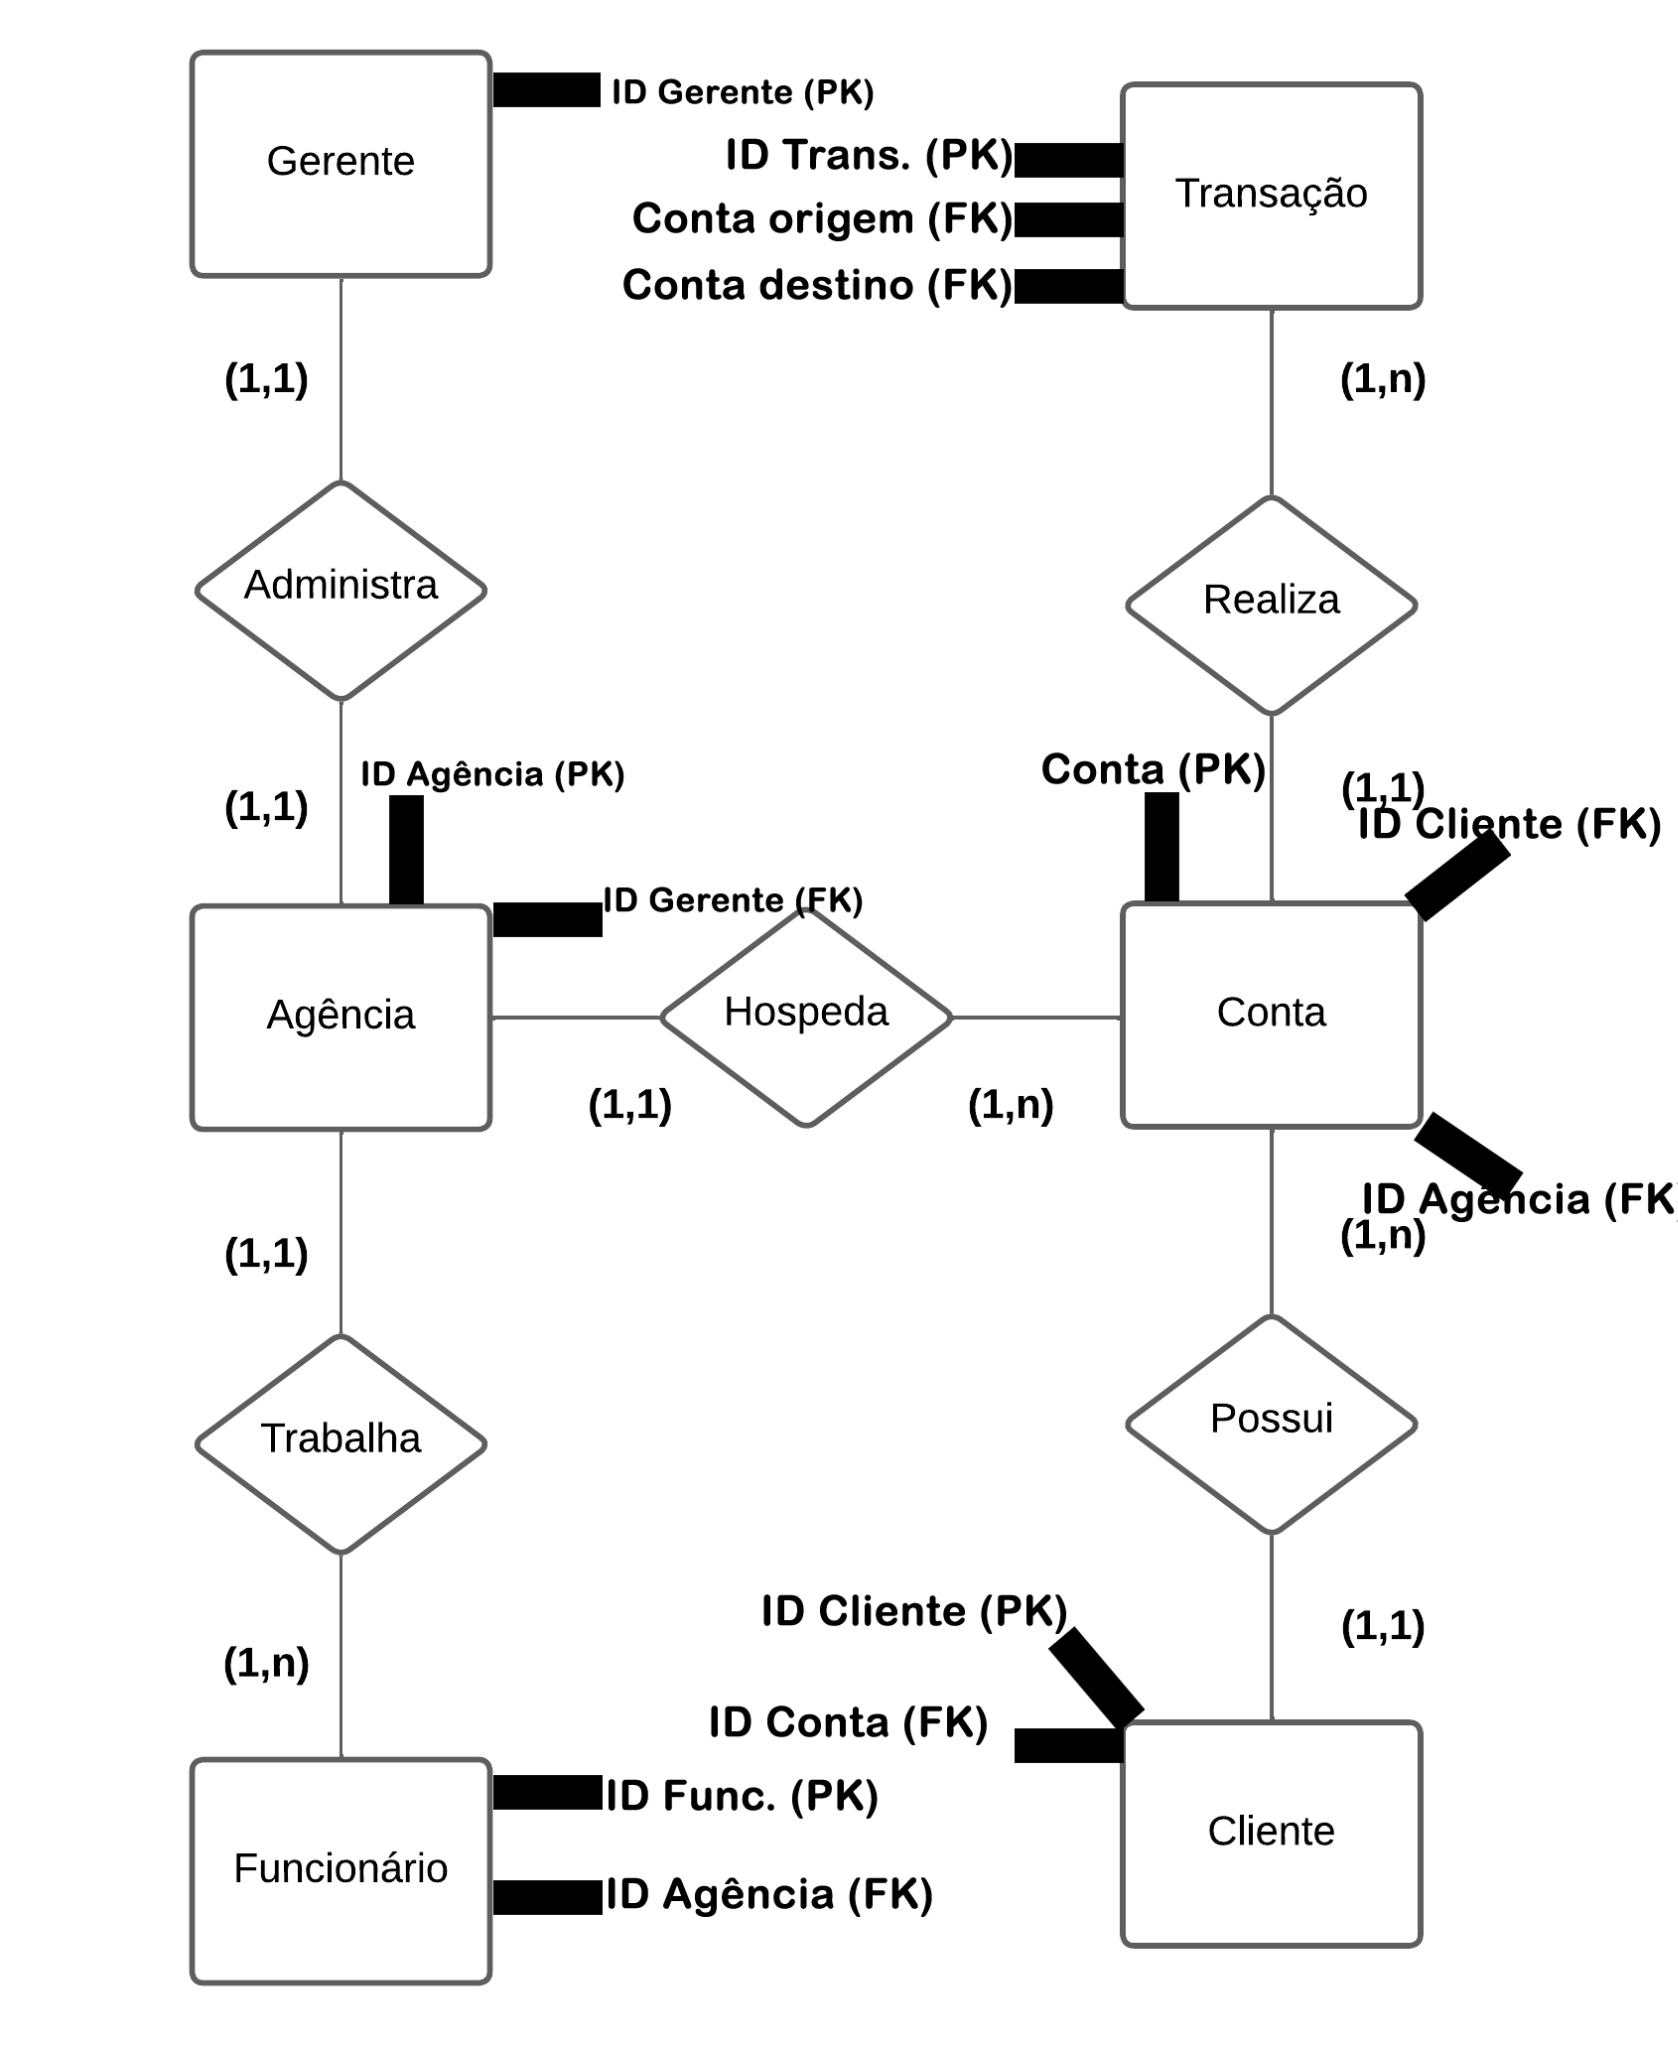 ID Gerente (PK)
Gerente
ID Trans. (PK)
Transação
Conta origem (FK)
Conta destino (FK)
(1,1)
(1,n)
Administra
Realiza
ID Agência (PK)
Conta (PK)
(1,1)
(1,1)
ID Cliente (FK)
ID Gerente (FK)
Agência
Hospeda
Conta
(1,1)
(1,n)
ID Agência (FK)
(1,1)
(1,n)
Trabalha
Possui
ID Cliente (PK)
(1,1)
(1,n)
ID Conta (FK)
ID Func. (PK)
Cliente
Funcionário
ID Agência (FK)